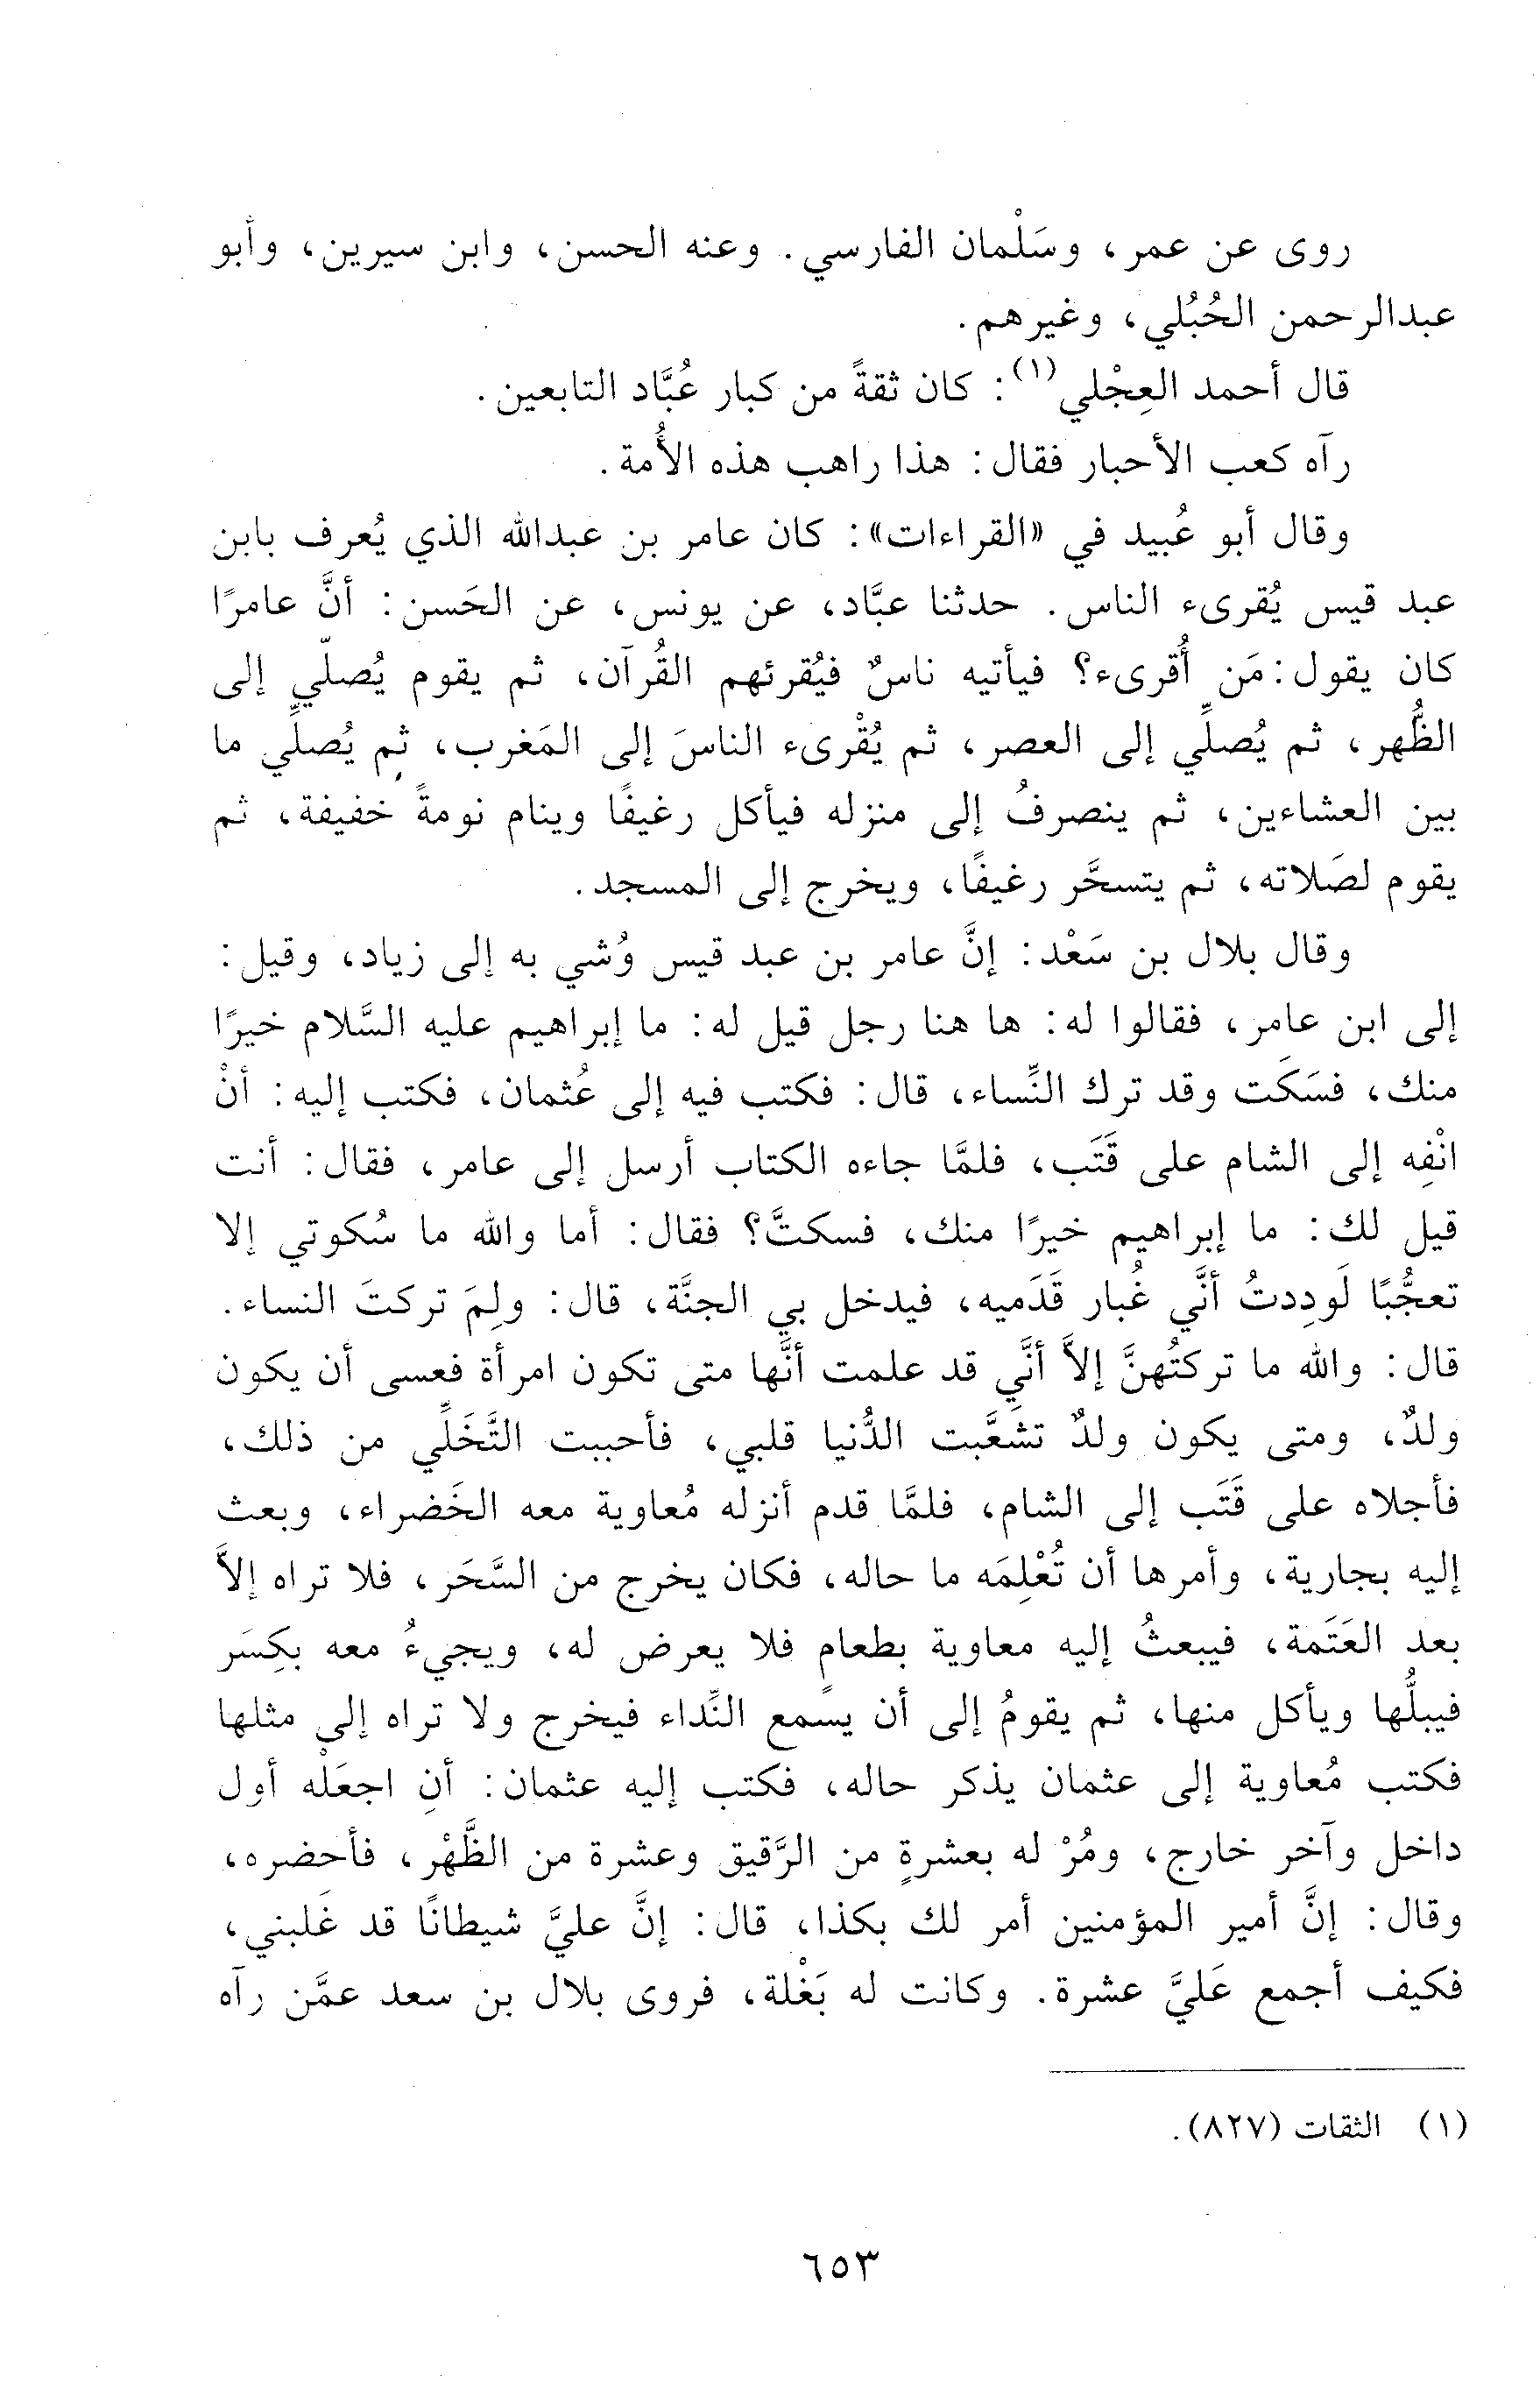 روى عن عمر، وسَلْمان الفارسي. وعنه الحسن، وابن سيرين، وأبو
عبدالرحمن الحُبُلي، وغيرهم.
قال أحمد العِجْلي(١): كان ثقةً من كبار عُبَّاد التابعين.
رآه كعب الأحبار فقال: هذا راهب هذه الأُمة.
وقال أبو عُبيد في «القراءات»: كان عامر بن عبدالله الذي يُعرف بابن
عبد قيس يُقرىء الناس. حدثنا عبَّاد، عن يونس، عن الحَسن: أنَّ عامرًا
كان يقول: مَن أُقرىء؟ فيأتيه ناسٌ فيُقرئهم القُرآن، ثم يقوم يُصلّي إلى
الظُّهر، ثم يُصلِّي إلى العصر، ثم يُقْرىء الناسَ إلى المَغرب، ثم يُصلِّي ما
بين العشاءين، ثم ينصرفُ إلى منزله فيأكل رغيفًا وينام نومةً خفيفة، ثم
يقوم لصَلاته، ثم يتسحَّر رغيفًا، ويخرج إلى المسجد.
وقال بلال بن سَعْد: إنَّ عامر بن عبد قيس وُشي به إلى زياد، وقيل:
إلى ابن عامر، فقالوا له: ها هنا رجل قيل له: ما إبراهيم عليه السَّلام خيرًا
منك، فسَكَت وقد ترك النِّساء، قال: فكتب فيه إلى عُثمان، فكتب إليه: أنْ
انْفِه إلى الشام على قَتَب، فلمَّا جاءه الكتاب أرسل إلى عامر، فقال: أنت
قيل لك: ما إبراهيم خيرًا منك، فسكتَّ؟ فقال: أما والله ما سُكوتي إلا
تعجُّبًا لَودِدتُ أنَّي غُبار قَدَميه، فيدخل بي الجنَّة، قال: ولِمَ تركتَ النساء.
قال: والله ما تركتُهنَّ إلاَّ أنَّي قد علمت أنَّها متى تكون امرأة فعسى أن يكون
ولدٌ، ومتى يكون ولدٌ تشعَّبت الدُّنيا قلبي، فأحببت التَّخَلِّي من ذلك،
فأجلاه على قَتَب إلى الشام، فلمَّا قدم أنزله مُعاوية معه الخَضراء، وبعث
إليه بجارية، وأمرها أن تُعْلِمَه ما حاله، فكان يخرج من السَّحَر، فلا تراه إلاَّ
بعد العَتَمة، فيبعثُ إليه معاوية بطعامٍ فلا يعرض له، ويجيءُ معه بكِسَر
فيبلُّها ويأكل منها، ثم يقومُ إلى أن يسمع النِّداء فيخرج ولا تراه إلى مثلها
فكتب مُعاوية إلى عثمان يذكر حاله، فكتب إليه عثمان: أنِ اجعَلْه أول
داخل وآخر خارج، ومُرْ له بعشرةٍ من الرَّقيق وعشرة من الظَّهْر، فأحضره،
وقال: إنَّ أمير المؤمنين أمر لك بكذا، قال: إنَّ عليَّ شيطانًا قد غَلبني،
فكيف أجمع عَليَّ عشرة. وكانت له بَغْلة، فروى بلال بن سعد عمَّن رآه
(١) الثقات (٨٢٧).
٦٥٣